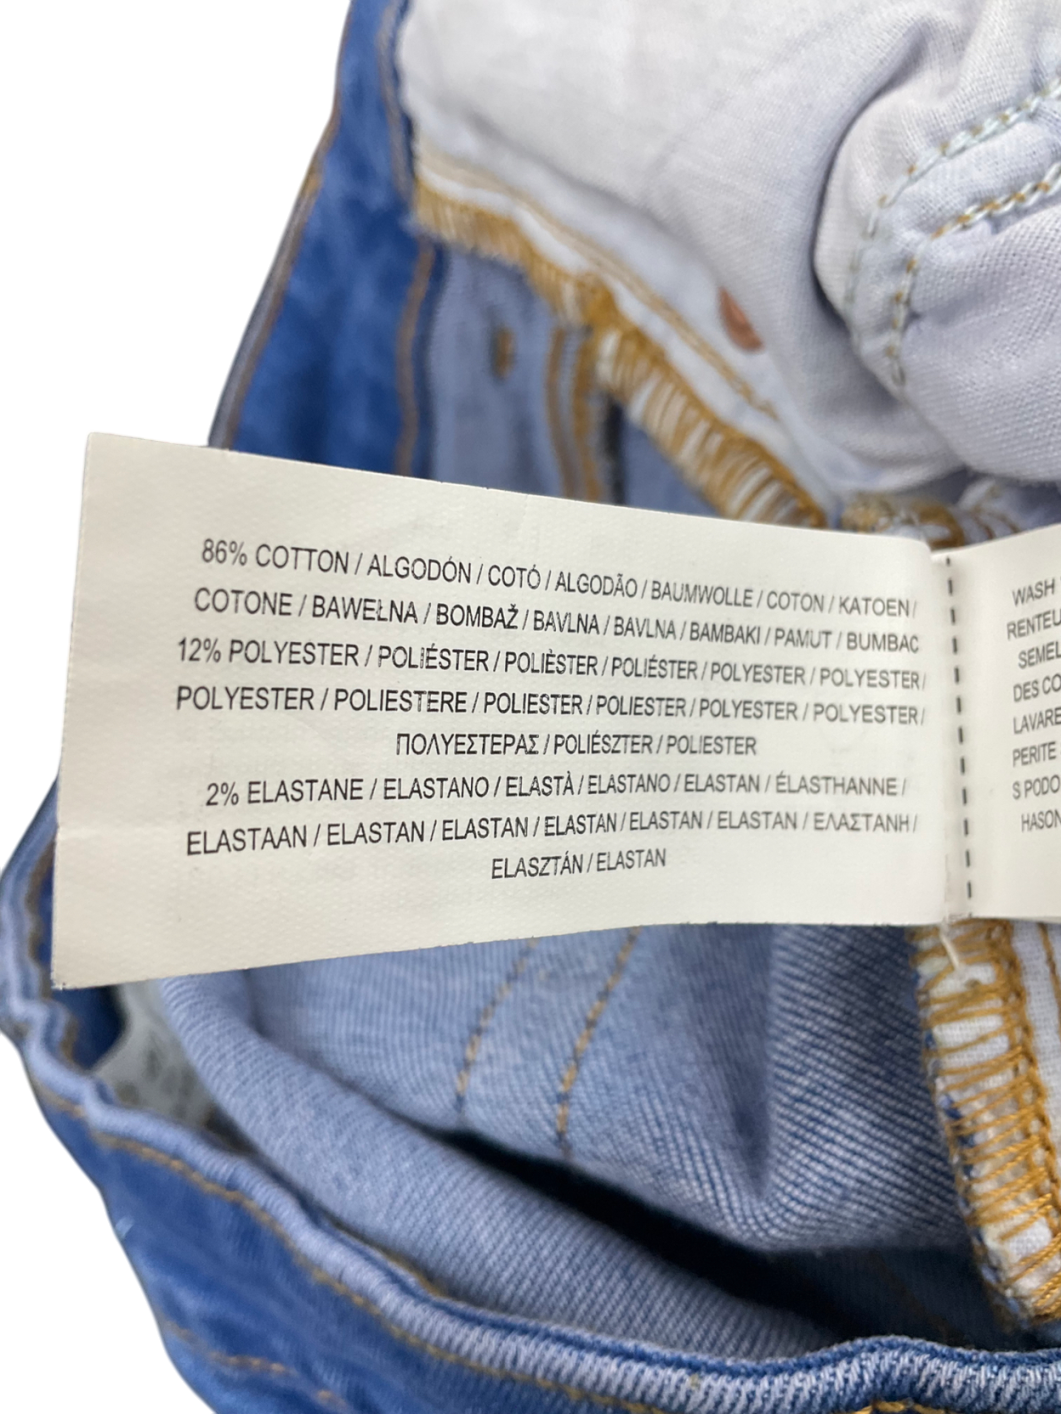 86% COTTON / ALGODÓN / COTÓ / ALGODÃO / BAUMWOLLE / COTON / KATOEN /
COTONE / BAWEŁNA / BOMBAŽ / BAVLNA / BAVLNA / BAMBAKI / PAMUT / BUMBAC
12% POLYESTER / POLIÉSTER / POLIÈSTER / POLIÉSTER / POLYESTER / POLYESTER /
POLYESTER / POLIESTERE / POLIESTER / POLIESTER / POLYESTER / POLYESTER /
ΠΟΛΥΕΣΤΕΡΑΣ / POLIÉSZTER / POLIESTER
2% ELASTANE / ELASTANO / ELASTÀ / ELASTANO / ELASTAN / ÉLASTHANNE /
ELASTAAN / ELASTAN / ELASTAN / ELASTAN / ELASTAN / ELASTAN / ΕΛΑΣΤΑΝΗ /
ELASZTÁN / ELASTAN
WASH
RENTEU
SEMEL
DES CO
LAVARE
PERITE
S PODO
HASON